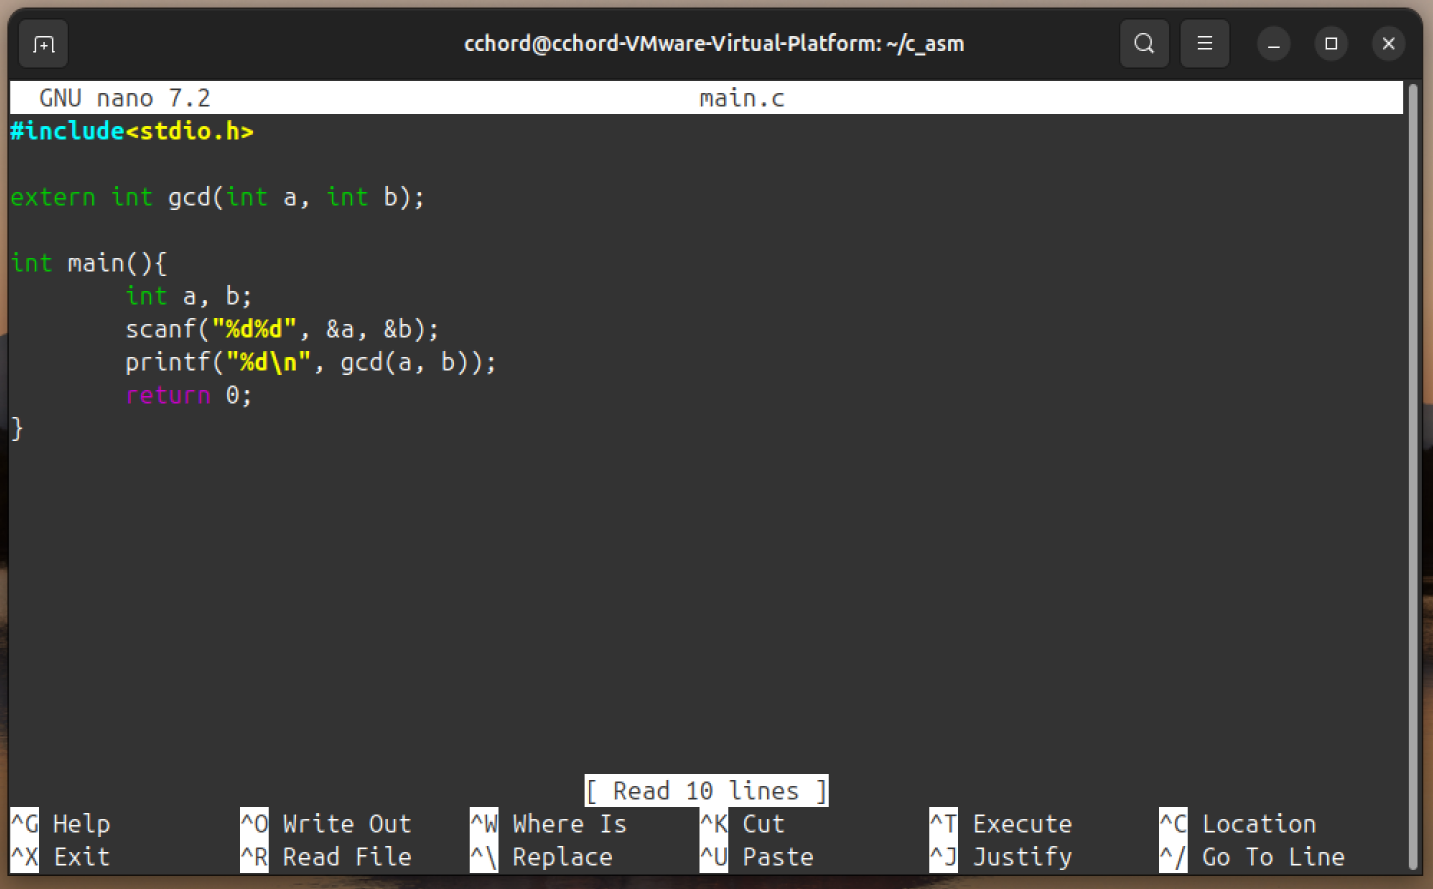 cchord@cchord-VMware-Virtual-Platform: ~/c_asm
GNU nano 7.2 main.c
#include<stdio.h>
extern int gcd(int a, int b);
int main(){
int a, b;
scanf("%d%d", &a, &b);
printf("%d\n", gcd(a, b));
return 0;
}
[ Read 10 lines ]
^G Help ^O Write Out ^W Where Is ^K Cut ^T Execute ^C Location
^X Exit ^R Read File ^\ Replace ^U Paste ^J Justify ^/ Go To Line